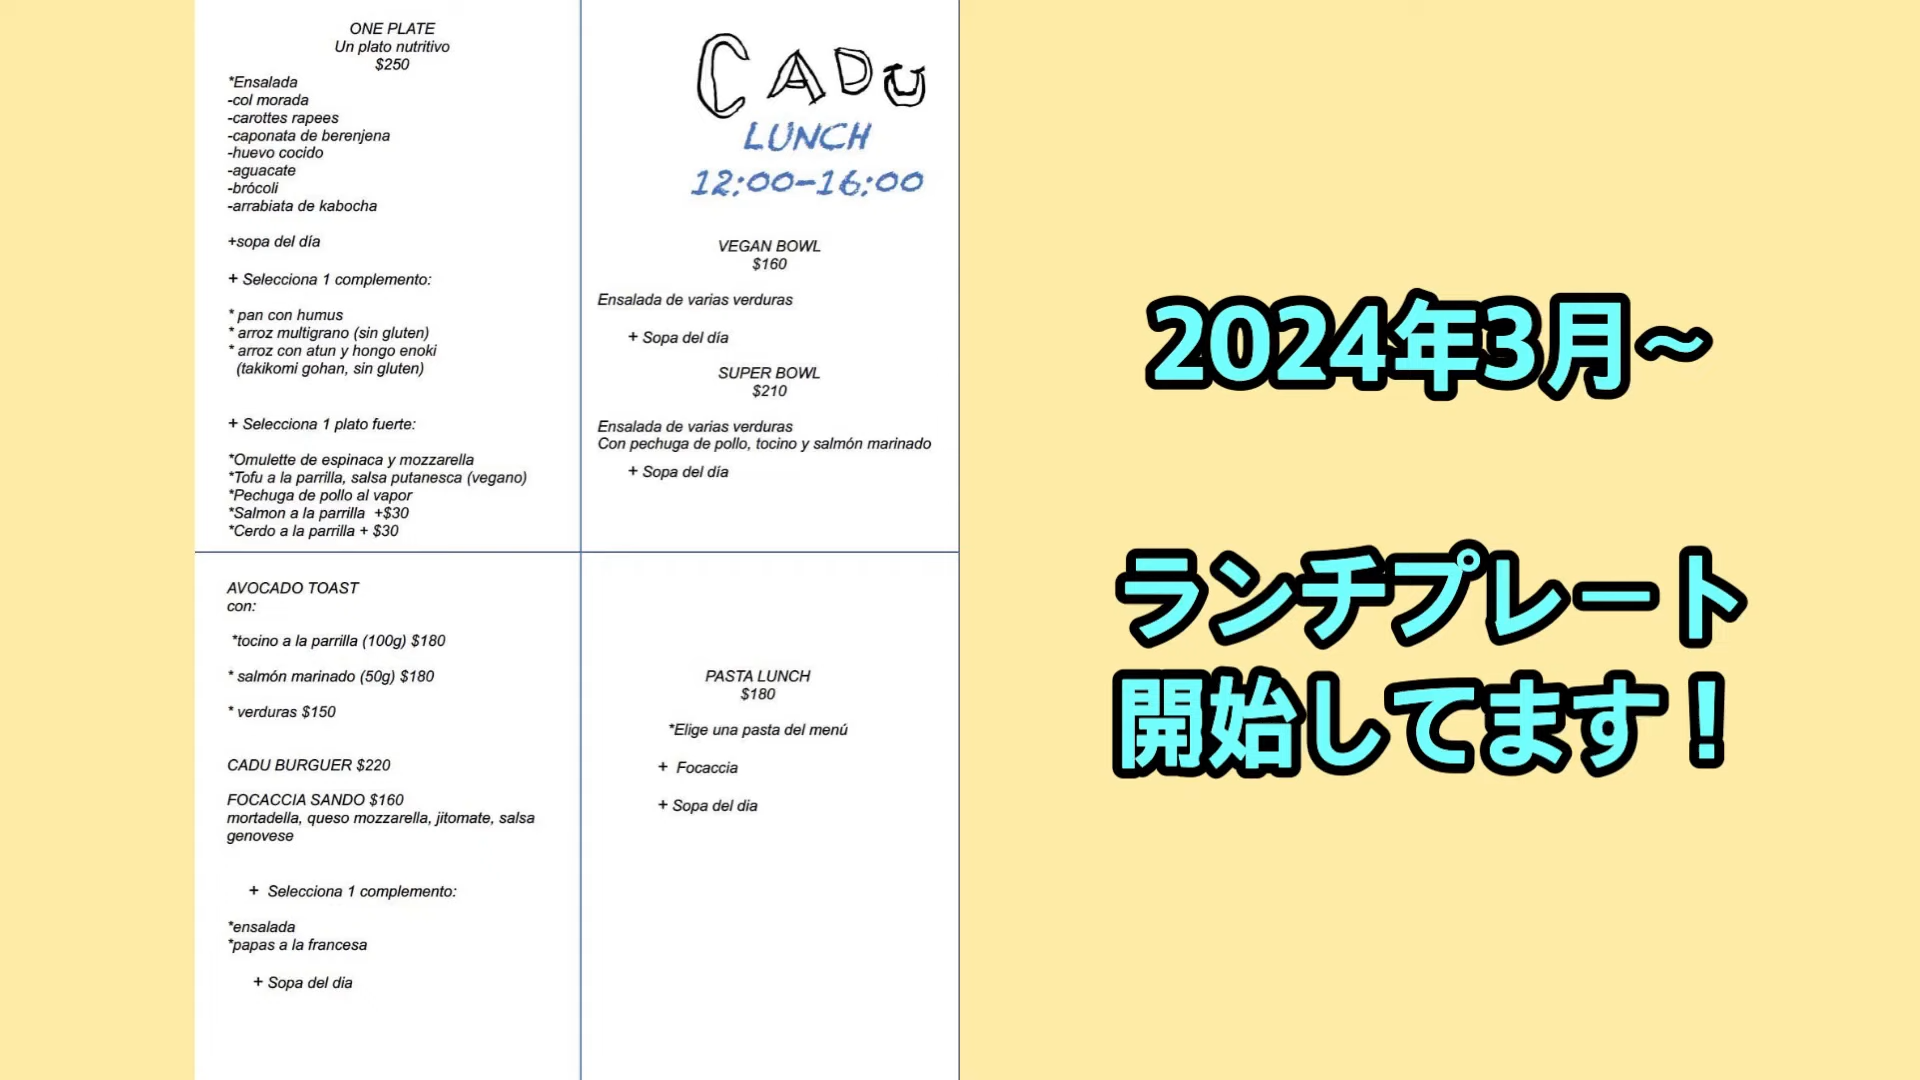 ONE PLATE
Un plato nutritivo
$250
*Ensalada
-col morada
-carottes rapees
-caponata de berenjena
-huevo cocido
-aguacate
-brócoli
-arrabiata de kabocha
+sopa del día
+ Selecciona 1 complemento:
* pan con humus
* arroz multigrano (sin gluten)
* arroz con atun y hongo enoki
(takikomi gohan, sin gluten)
+ Selecciona 1 plato fuerte:
*Omulette de espinaca y mozzarella
*Tofu a la parrilla, salsa putanesca (vegano)
*Pechuga de pollo al vapor
*Salmon a la parrilla +$30
*Cerdo a la parrilla + $30
CADU
LUNCH
12:00-16:00
VEGAN BOWL
$160
Ensalada de varias verduras
+ Sopa del día
SUPER BOWL
$210
Ensalada de varias verduras
Con pechuga de pollo, tocino y salmón marinado
+ Sopa del día
AVOCADO TOAST
con:
*tocino a la parrilla (100g) $180
* salmón marinado (50g) $180
* verduras $150
CADU BURGUER $220
FOCACCIA SANDO $160
mortadella, queso mozzarella, jitomate, salsa
genovese
+ Selecciona 1 complemento:
*ensalada
*papas a la francesa
+ Sopa del dia
PASTA LUNCH
$180
*Elige una pasta del menú
+ Focaccia
+ Sopa del día
2024年3月~
ランチプレート
開始してます！